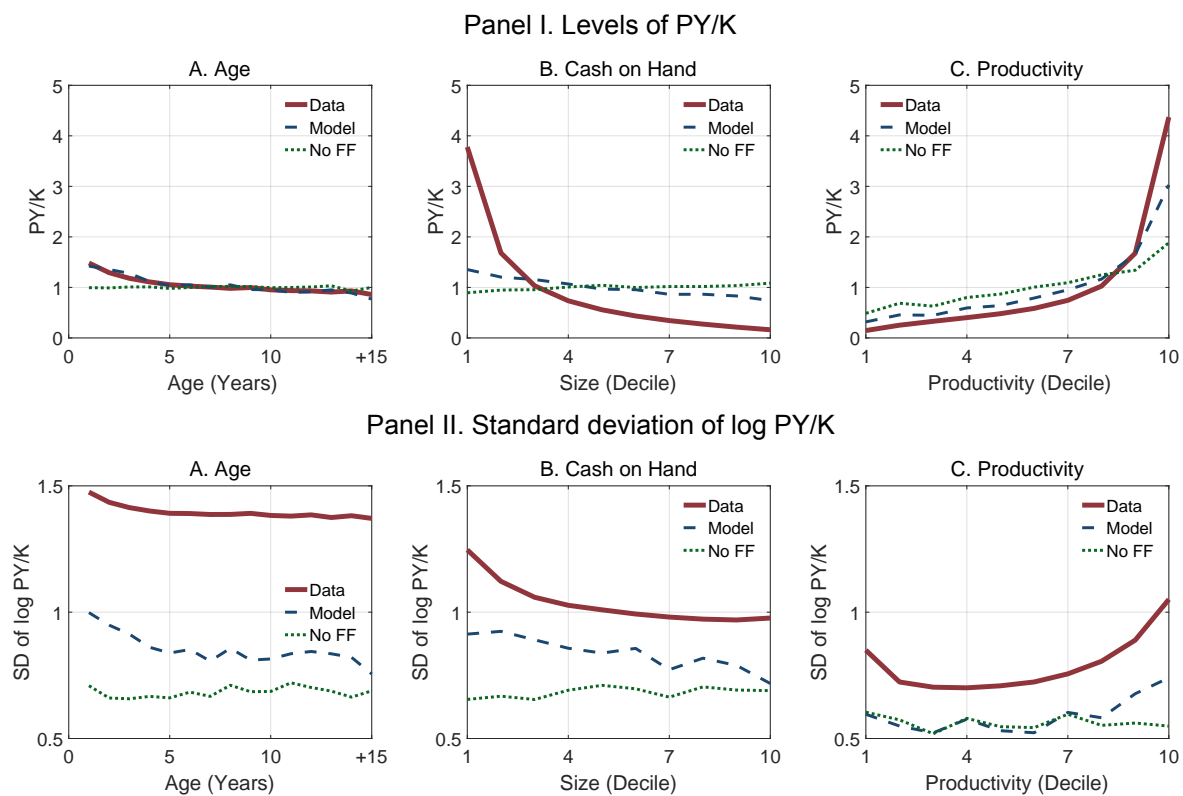 Panel I. Levels of PY/K
A. Age
B. Cash on Hand
C. Productivity
PY/K
5
4
3
2
1
0
Data
Model
No FF
0
5
10
+15
Age (Years)
PY/K
5
4
3
2
1
0
Data
Model
No FF
1
4
7
10
Size (Decile)
PY/K
5
4
3
2
1
0
Data
Model
No FF
1
4
7
10
Productivity (Decile)
Panel II. Standard deviation of log PY/K
A. Age
B. Cash on Hand
C. Productivity
SD of log PY/K
1.5
1
0.5
Data
Model
No FF
0
5
10
+15
Age (Years)
SD of log PY/K
1.5
1
0.5
Data
Model
No FF
1
4
7
10
Size (Decile)
SD of log PY/K
1.5
1
0.5
Data
Model
No FF
1
4
7
10
Productivity (Decile)